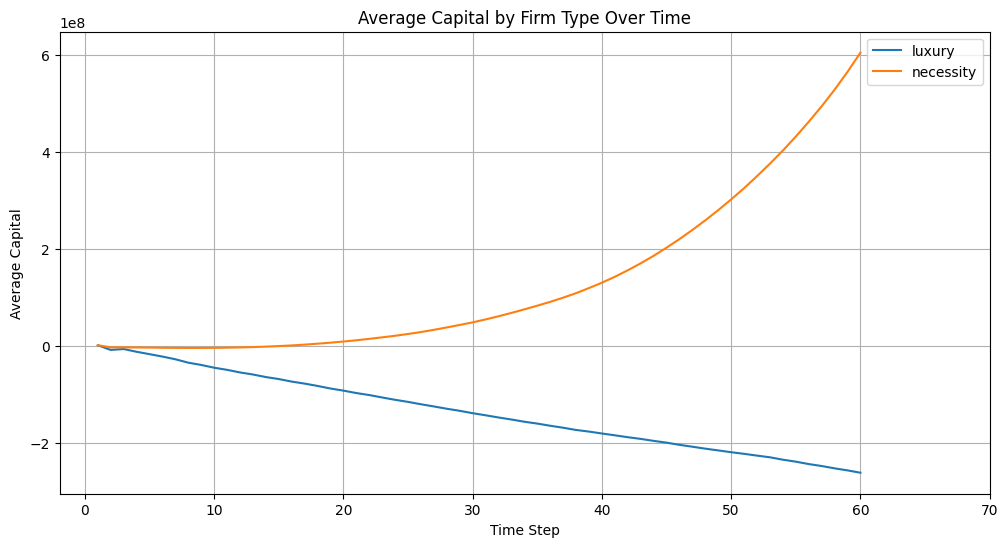 Average Capital by Firm Type Over Time
1e8
6
4
2
0
−2
Average Capital
luxury
necessity
0 10 20 30 40 50 60 70
Time Step